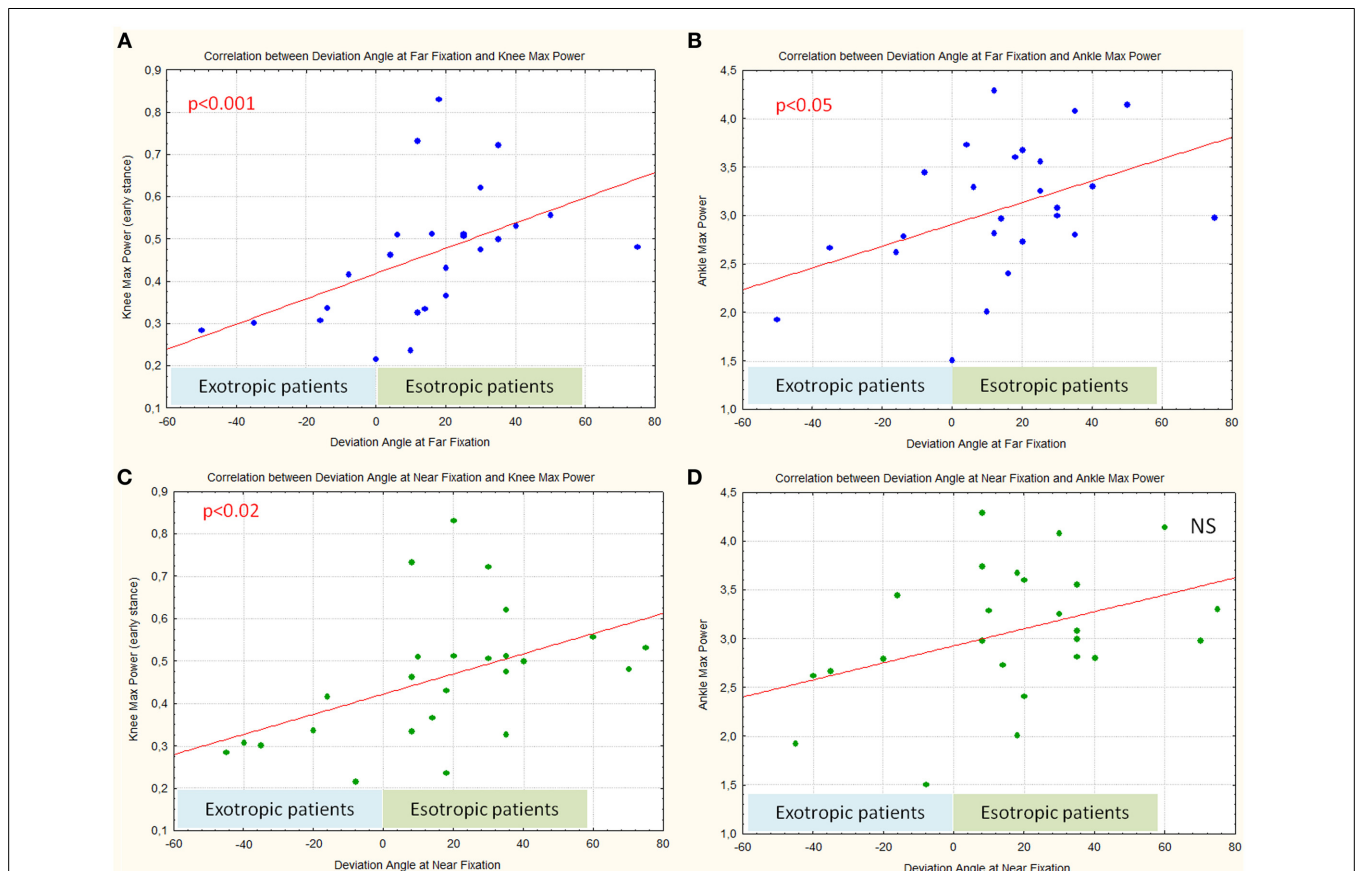 A
Correlation between Deviation Angle at Far Fixation and Knee Max Power
p<0.001
Knee Max Power (early stance)
0,9
0,8
0,7
0,6
0,5
0,4
0,3
0,2
0,1
Exotropic patients
Esotropic patients
-60 -40 -20 0 20 40 60 80
Deviation Angle at Far Fixation
B
Correlation between Deviation Angle at Far Fixation and Ankle Max Power
p<0.05
Ankle Max Power
4,5
4,0
3,5
3,0
2,5
2,0
1,5
1,0
Exotropic patients
Esotropic patients
-60 -40 -20 0 20 40 60 80
Deviation Angle at Far Fixation
C
Correlation between Deviation Angle at Near Fixation and Knee Max Power
p<0.02
Knee Max Power (early stance)
0,9
0,8
0,7
0,6
0,5
0,4
0,3
0,2
0,1
Exotropic patients
Esotropic patients
-60 -40 -20 0 20 40 60 80
Deviation Angle at Near Fixation
D
Correlation between Deviation Angle at Near Fixation and Ankle Max Power
NS
Ankle Max Power
4,5
4,0
3,5
3,0
2,5
2,0
1,5
1,0
Exotropic patients
Esotropic patients
-60 -40 -20 0 20 40 60 80
Deviation Angle at Near Fixation